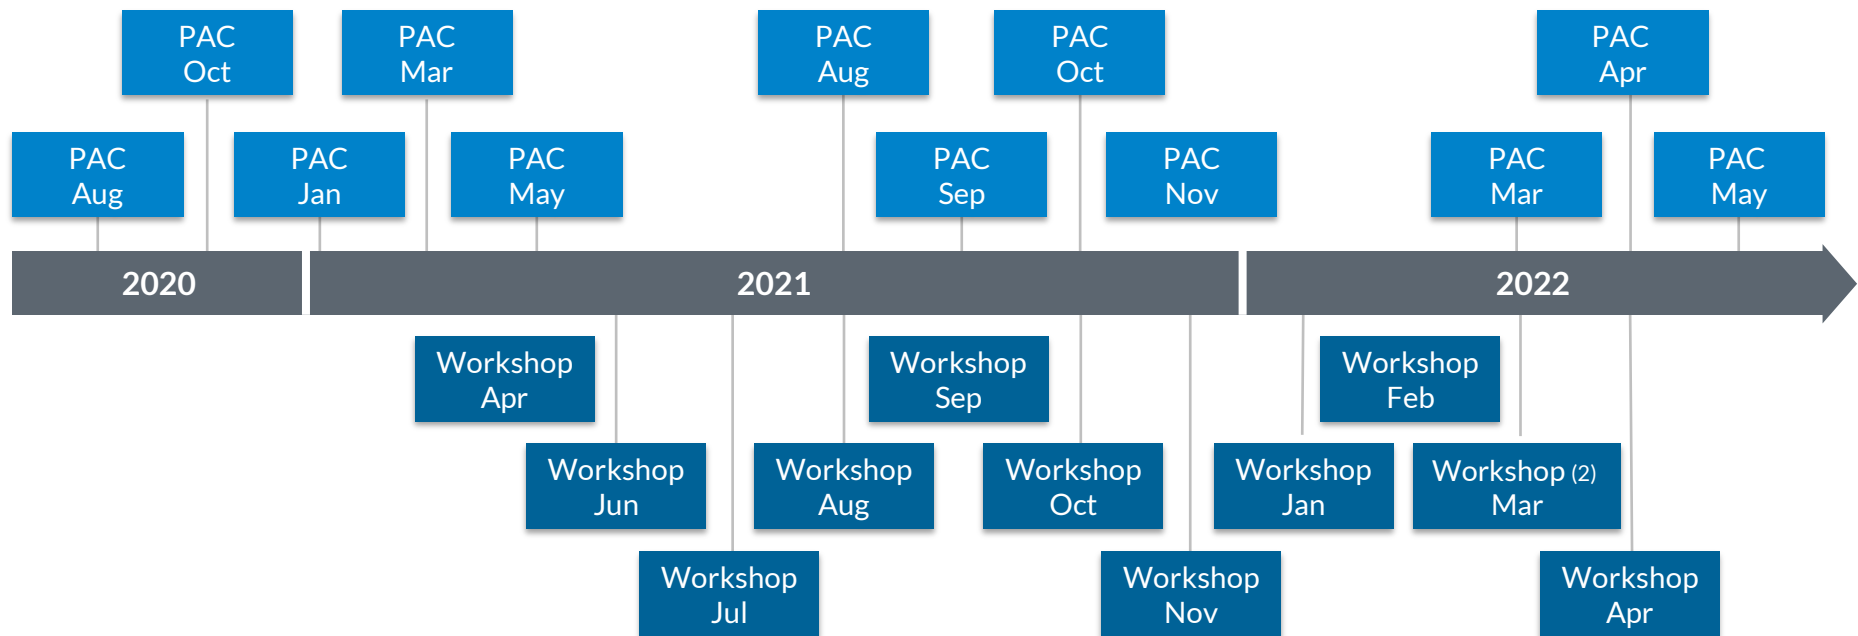 PAC
Oct
PAC
Mar
PAC
Aug
PAC
Oct
PAC
Apr
PAC
Aug
PAC
Jan
PAC
May
PAC
Sep
PAC
Nov
PAC
Mar
PAC
May
2020
2021
2022
Workshop
Apr
Workshop
Sep
Workshop
Feb
Workshop
Jun
Workshop
Aug
Workshop
Oct
Workshop
Jan
Workshop (2)
Mar
Workshop
Jul
Workshop
Nov
Workshop
Apr